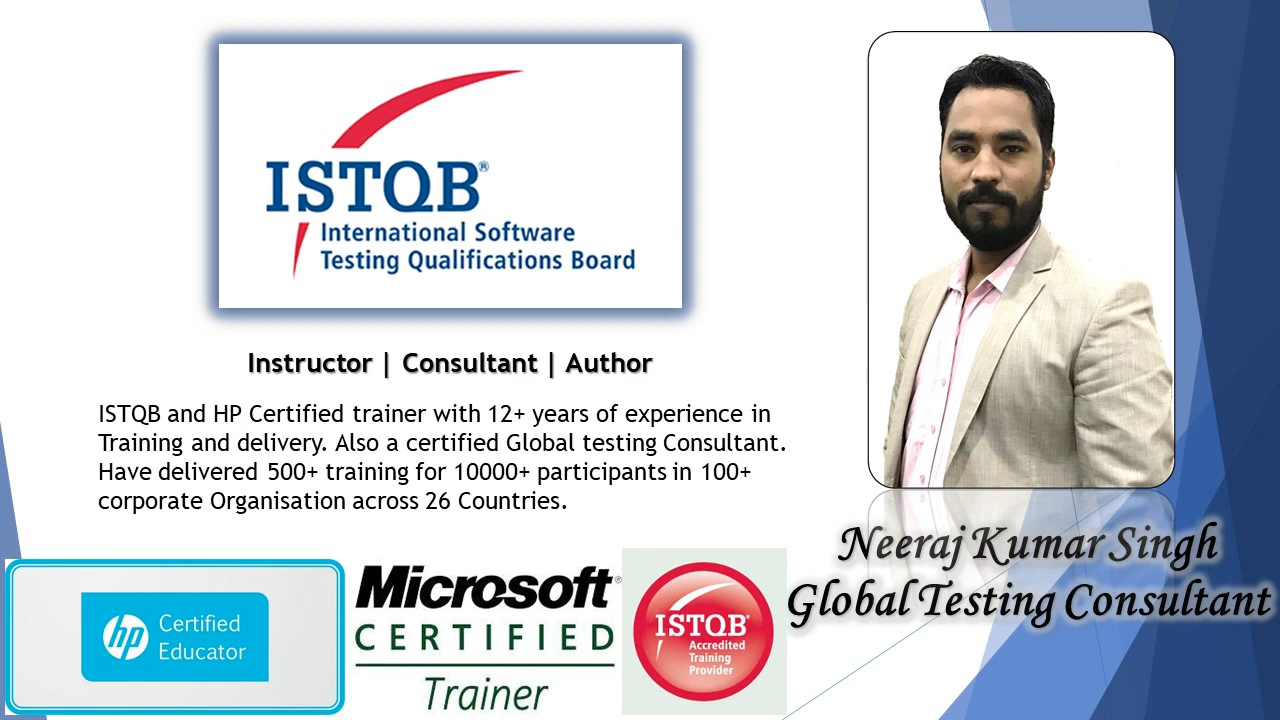 ISTQB®
International Software
Testing Qualifications Board
Instructor | Consultant | Author
ISTQB and HP Certified trainer with 12+ years of experience in
Training and delivery. Also a certified Global testing Consultant.
Have delivered 500+ training for 10000+ participants in 100+
corporate Organisation across 26 Countries.
Neeraj Kumar Singh
Global Testing Consultant
hp
Certified
Educator
Microsoft®
CERTIFIED
Trainer
ISTQB®
Accredited
Training
Provider